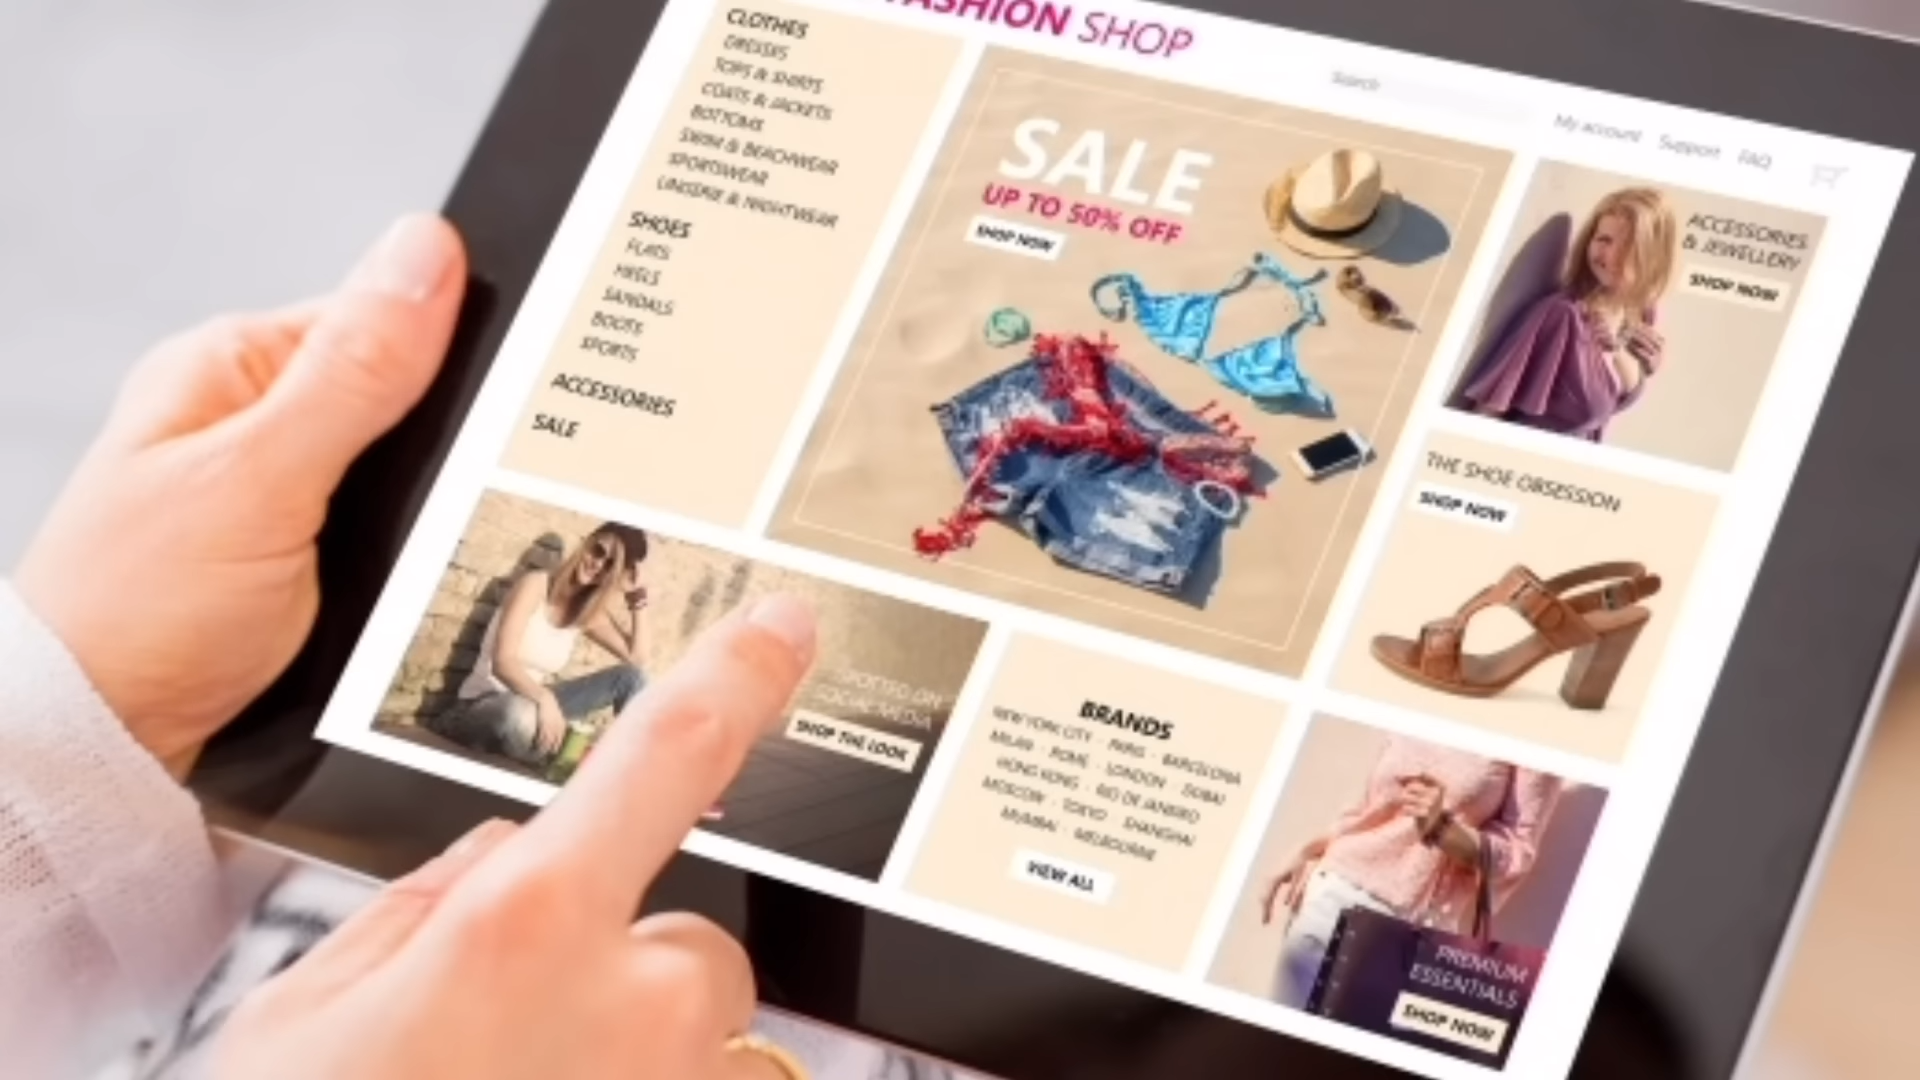 FASHION SHOP
Search
My account Support FAQ
CLOTHES
DRESSES
TOPS & SHIRTS
COATS & JACKETS
BOTTOMS
SWIM & BEACHWEAR
SPORTSWEAR
LINGERIE & NIGHTWEAR
SHOES
FLATS
HEELS
SANDALS
BOOTS
SPORTS
ACCESSORIES
SALE
SALE
UP TO 50% OFF
SHOP NOW
ACCESSORIES
& JEWELLERY
SHOP NOW
THE SHOE OBSESSION
SHOP NOW
SPOTTED ON
SOCIAL MEDIA
SHOP THE LOOK
BRANDS
NEW YORK CITY · PARIS · BARCELONA
MILAN · ROME · LONDON · DUBAI
HONG KONG · RIO DE JANEIRO
MOSCOW · TOKYO · SHANGHAI
MUMBAI · MELBOURNE
VIEW ALL
PREMIUM
ESSENTIALS
SHOP NOW